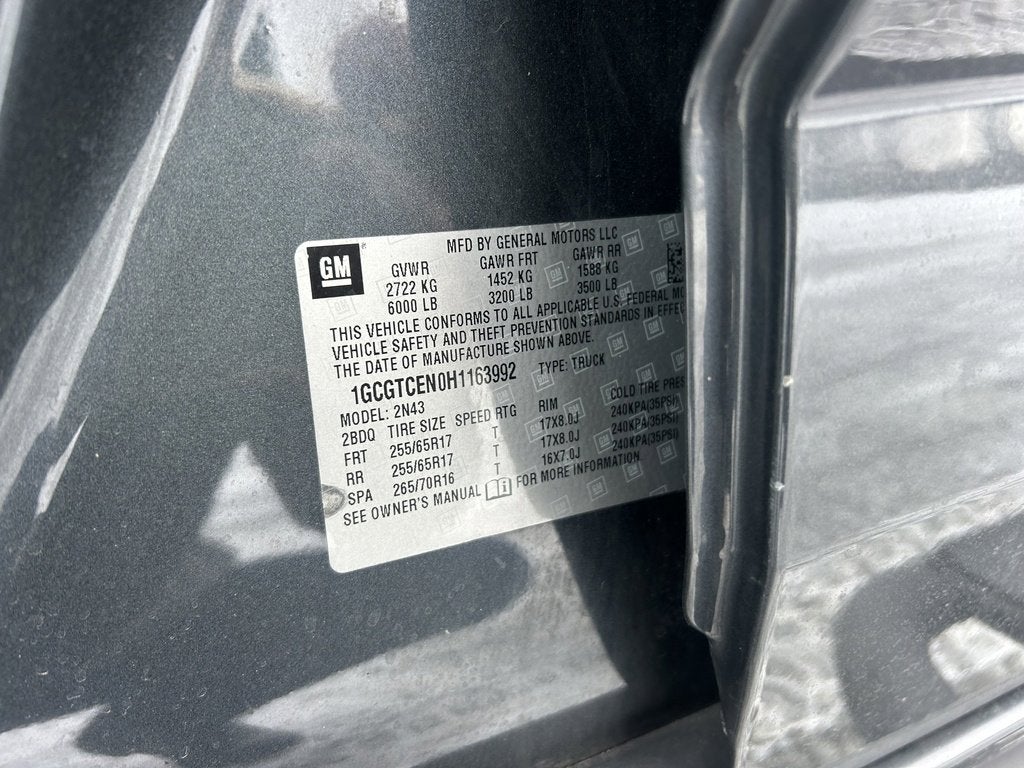 GM
MFD BY GENERAL MOTORS LLC
GVWR GAWR FRT GAWR RR
2722 KG 1452 KG 1588 KG
6000 LB 3200 LB 3500 LB
THIS VEHICLE CONFORMS TO ALL APPLICABLE U.S. FEDERAL MO
VEHICLE SAFETY AND THEFT PREVENTION STANDARDS IN EFFEC
THE DATE OF MANUFACTURE SHOWN ABOVE.
1GCGTCEN0H1163992 TYPE: TRUCK
MODEL: 2N43
2BDQ TIRE SIZE SPEED RTG RIM COLD TIRE PRES
FRT 255/65R17 T 17X8.0J 240KPA(35PSI)
RR 255/65R17 T 17X8.0J 240KPA(35PSI)
SPA 265/70R16 T 16X7.0J 240KPA(35PSI)
SEE OWNER'S MANUAL FOR MORE INFORMATION